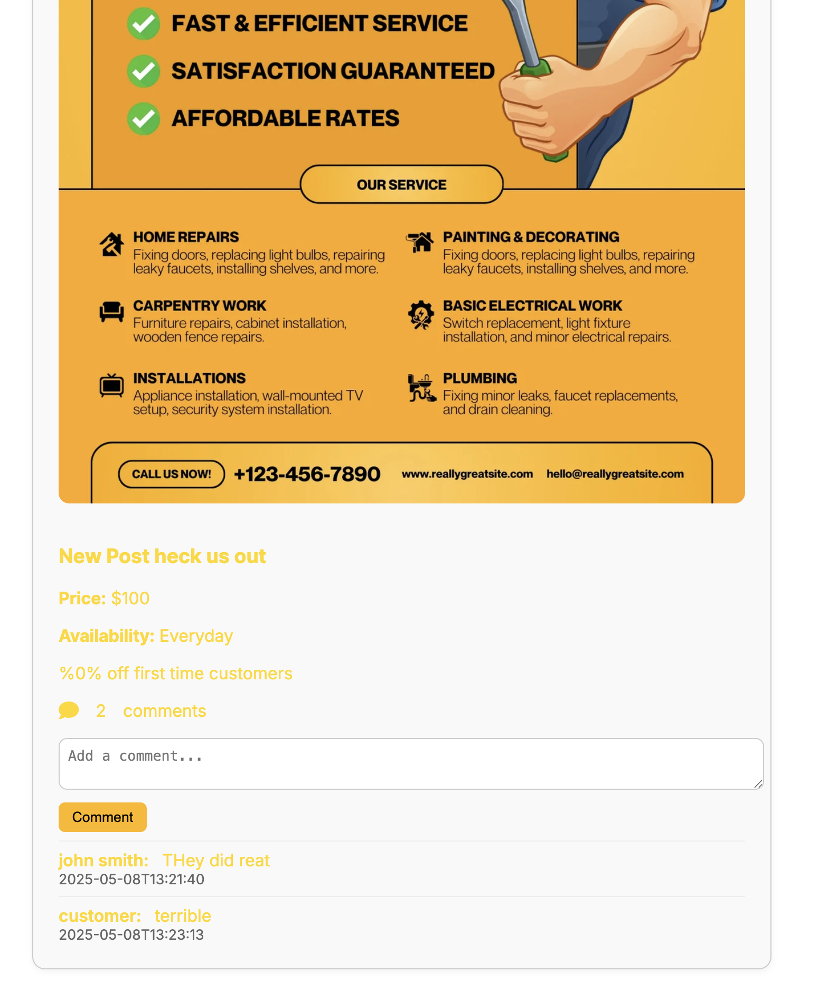 FAST & EFFICIENT SERVICE
SATISFACTION GUARANTEED
AFFORDABLE RATES
OUR SERVICE
HOME REPAIRS
Fixing doors, replacing light bulbs, repairing
leaky faucets, installing shelves, and more.
PAINTING & DECORATING
Fixing doors, replacing light bulbs, repairing
leaky faucets, installing shelves, and more.
CARPENTRY WORK
Furniture repairs, cabinet installation,
wooden fence repairs.
BASIC ELECTRICAL WORK
Switch replacement, light fixture
installation, and minor electrical repairs.
INSTALLATIONS
Appliance installation, wall-mounted TV
setup, security system installation.
PLUMBING
Fixing minor leaks, faucet replacements,
and drain cleaning.
CALL US NOW! +123-456-7890 www.reallygreatsite.com hello@reallygreatsite.com
New Post heck us out
Price: $100
Availability: Everyday
%0% off first time customers
2 comments
Add a comment...
Comment
john smith: THey did reat
2025-05-08T13:21:40
customer: terrible
2025-05-08T13:23:13